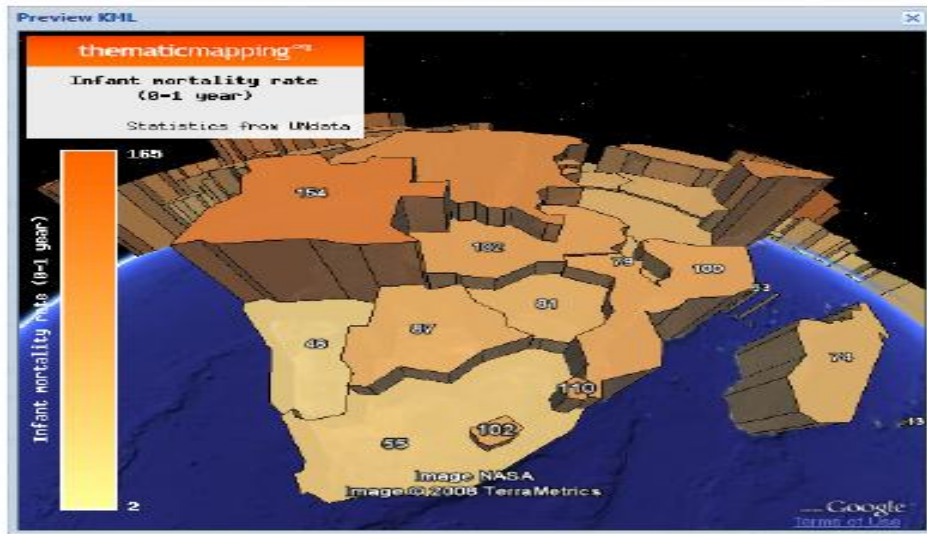 Preview KML
thematicmapping.org
Infant mortality rate
(0-1 year)
Statistics from UNdata
165
Infant mortality rate (0-1 year)
2
154
102
79
100
81
87
46
110
74
55
102
Image NASA
Image © 2008 TerraMetrics
Google
Terms of Use